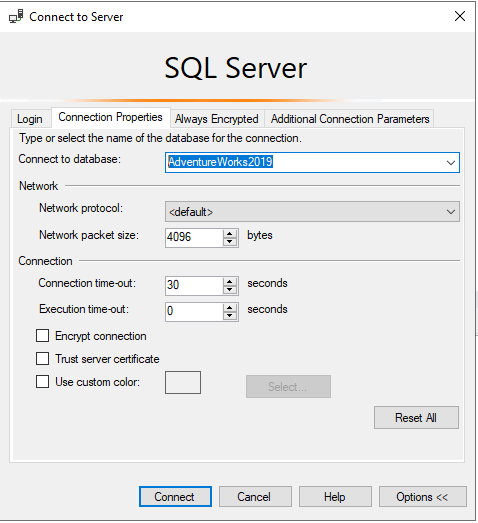 Connect to Server
SQL Server
Login Connection Properties Always Encrypted Additional Connection Parameters
Type or select the name of the database for the connection.
Connect to database: AdventureWorks2019
Network
Network protocol: <default>
Network packet size: 4096 bytes
Connection
Connection time-out: 30 seconds
Execution time-out: 0 seconds
Encrypt connection
Trust server certificate
Use custom color: Select...
Reset All
Connect Cancel Help Options <<